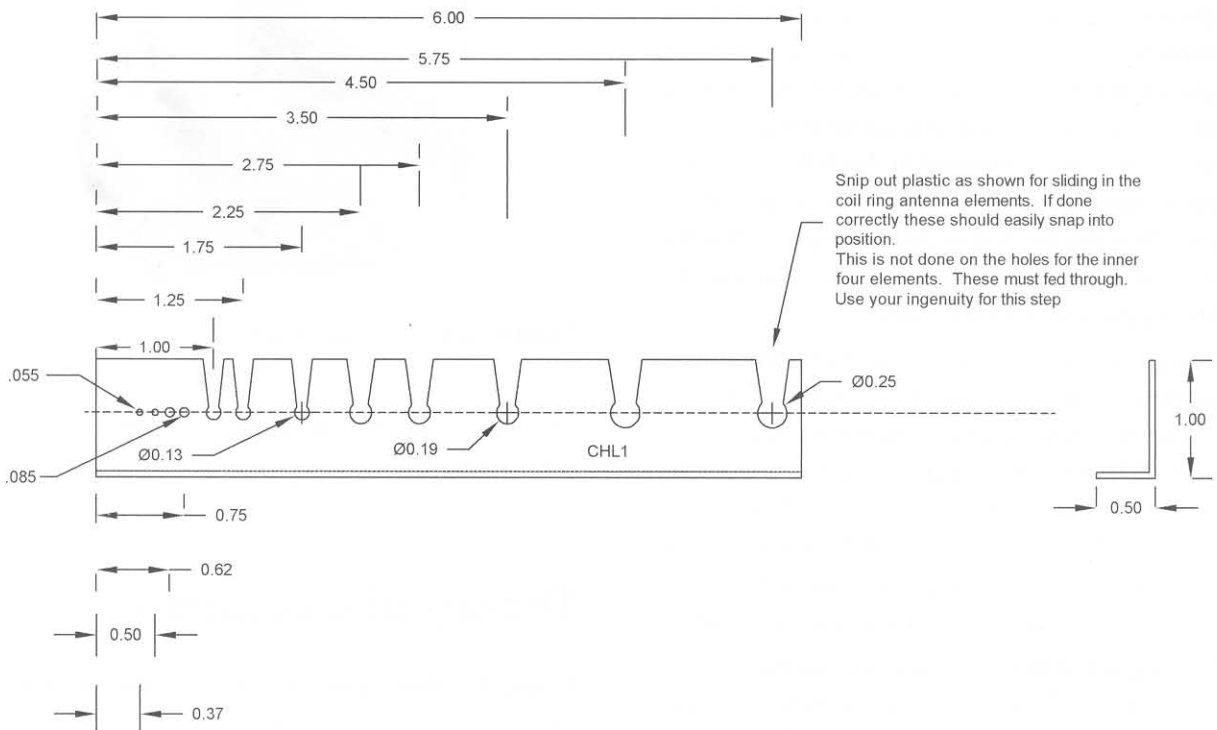 6.00
5.75
4.50
3.50
2.75
2.25
1.75
1.25
1.00
Snip out plastic as shown for sliding in the
coil ring antenna elements. If done
correctly these should easily snap into
position.
This is not done on the holes for the inner
four elements. These must fed through.
Use your ingenuity for this step
.055
Ø0.25
Ø0.13
Ø0.19
CHL1
1.00
.085
0.50
0.75
0.62
0.50
0.37